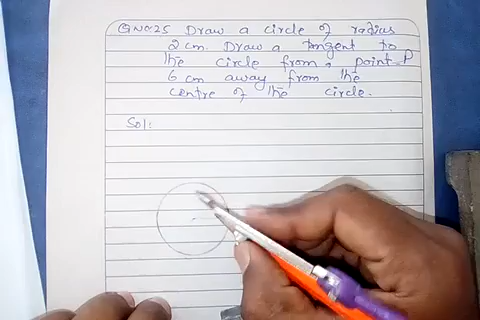 Q.No:25 Draw a circle of radius
2 cm. Draw a tangent to
the circle from a point P
6 cm away from the
centre of the circle.
Sol: